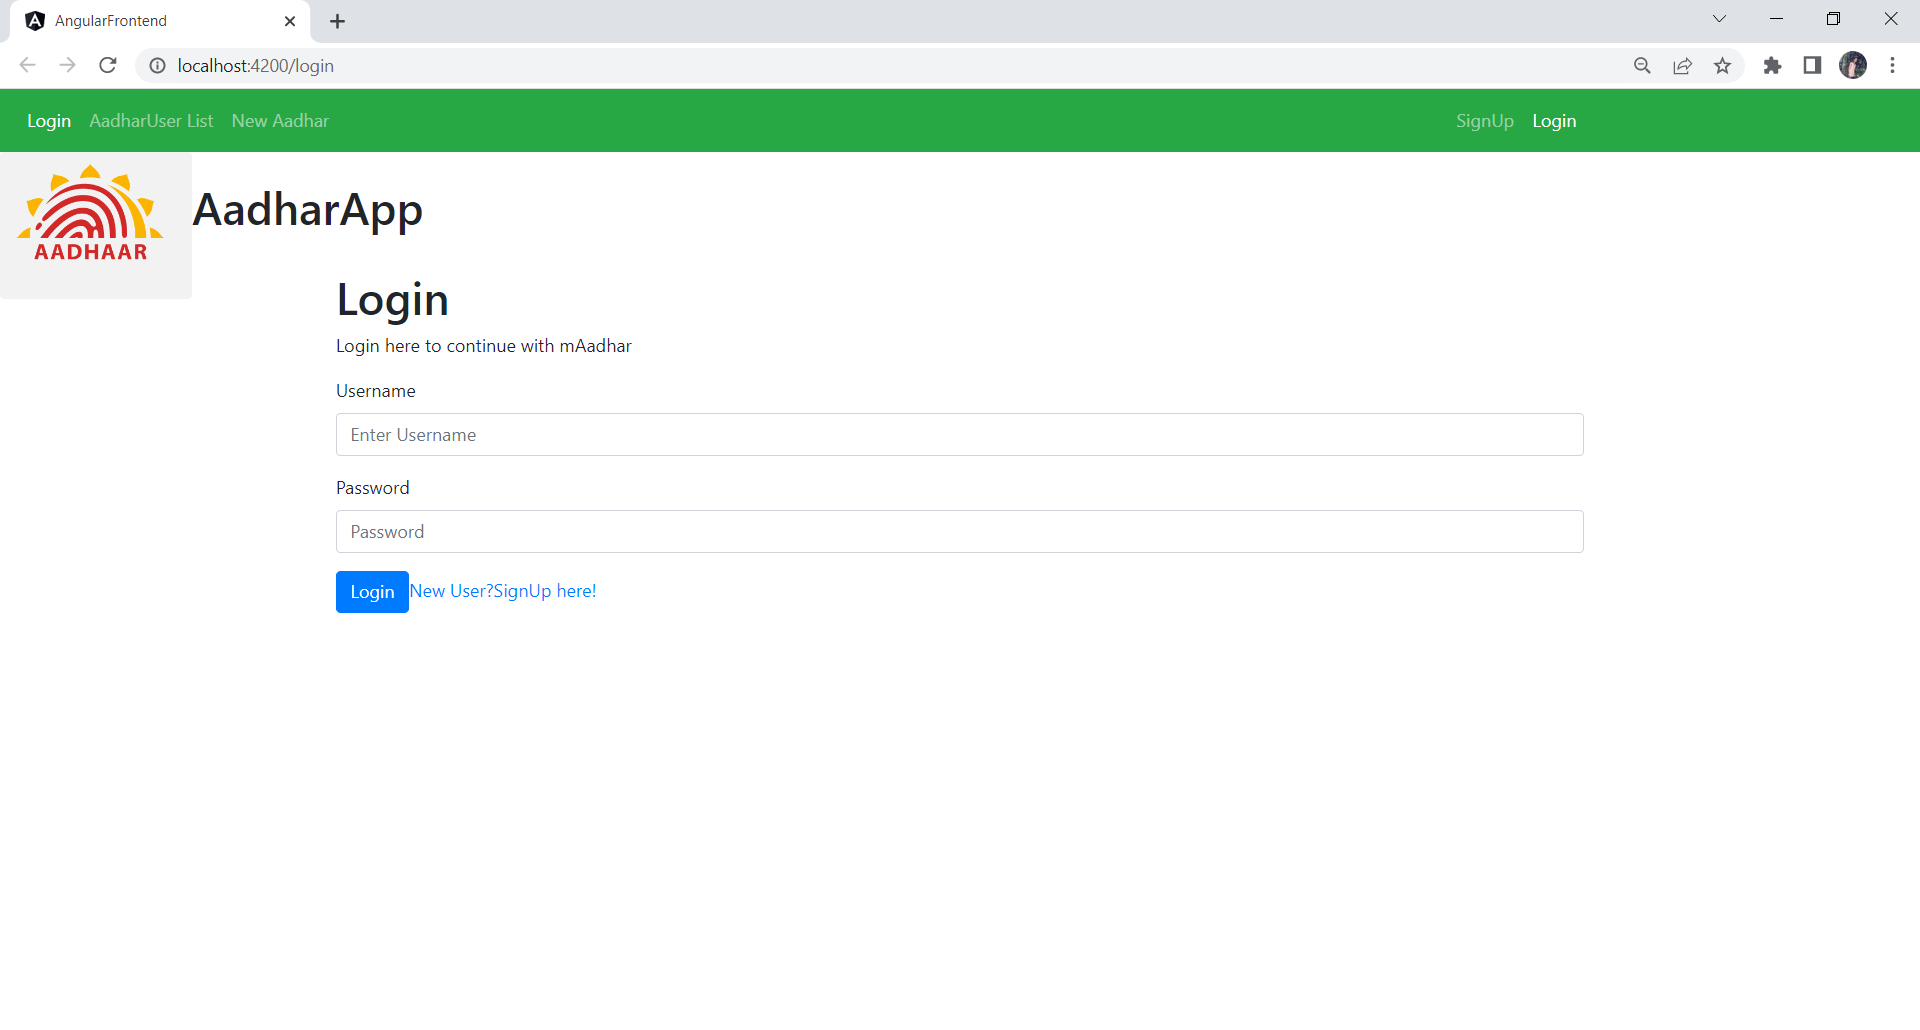 AngularFrontend
localhost:4200/login
Login AadharUser List New Aadhar SignUp Login
AADHAAR
AadharApp
Login
Login here to continue with mAadhar
Username
Enter Username
Password
Password
Login New User?SignUp here!